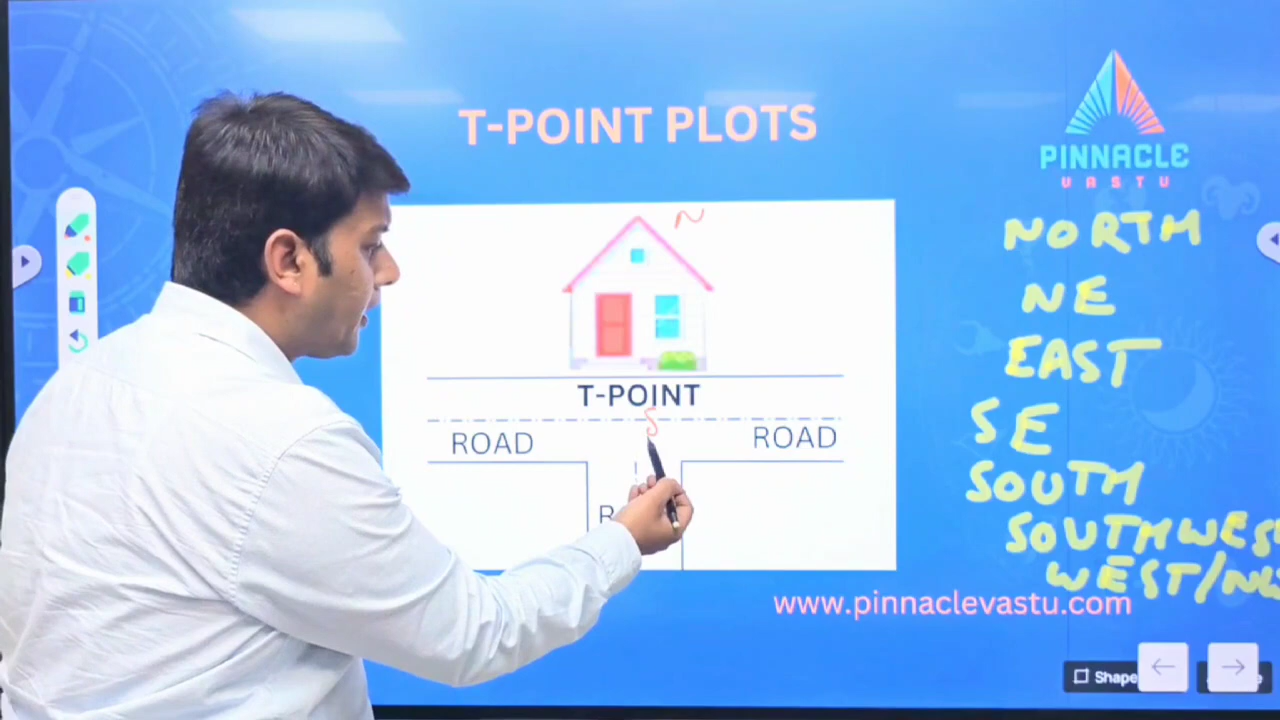 T-POINT PLOTS
PINNACLE
VASTU
N
NORTH
NE
EAST
T-POINT
S
SE
ROAD
ROAD
SOUTH
SOUTHWEST
WEST/NW
www.pinnaclevastu.com
Shape